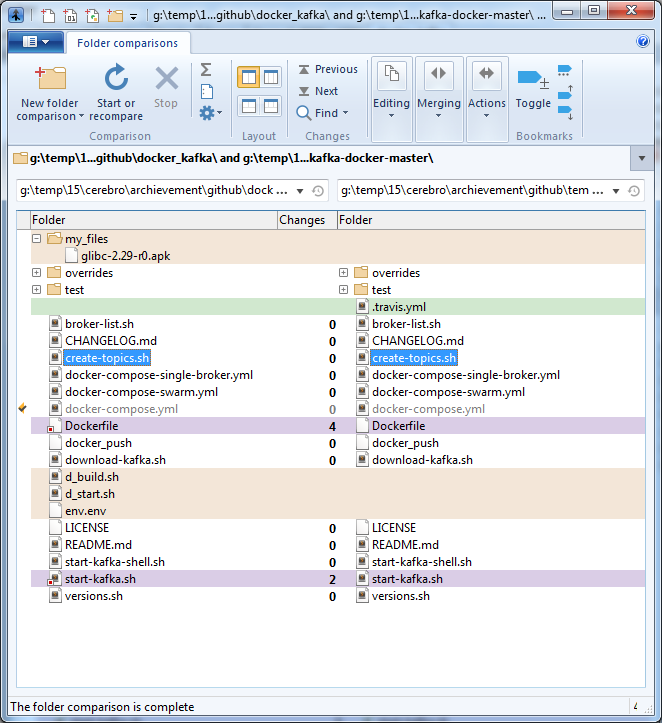 g:\temp\1...github\docker_kafka\ and g:\temp\1...kafka-docker-master\ ...
Folder comparisons
New folder comparison
Start or recompare
Stop
Previous
Next
Find
Editing
Merging
Actions
Toggle
Comparison
Layout
Changes
Bookmarks
g:\temp\1...github\docker_kafka\ and g:\temp\1...kafka-docker-master\
g:\temp\15\cerebro\archievement\github\dock ... g:\temp\15\cerebro\archievement\github\tem ...
Folder Changes Folder
my_files
glibc-2.29-r0.apk
overrides overrides
test test
.travis.yml
broker-list.sh 0 broker-list.sh
CHANGELOG.md 0 CHANGELOG.md
create-topics.sh 0 create-topics.sh
docker-compose-single-broker.yml 0 docker-compose-single-broker.yml
docker-compose-swarm.yml 0 docker-compose-swarm.yml
docker-compose.yml 0 docker-compose.yml
Dockerfile 4 Dockerfile
docker_push 0 docker_push
download-kafka.sh 0 download-kafka.sh
d_build.sh
d_start.sh
env.env
LICENSE 0 LICENSE
README.md 0 README.md
start-kafka-shell.sh 0 start-kafka-shell.sh
start-kafka.sh 2 start-kafka.sh
versions.sh 0 versions.sh
The folder comparison is complete